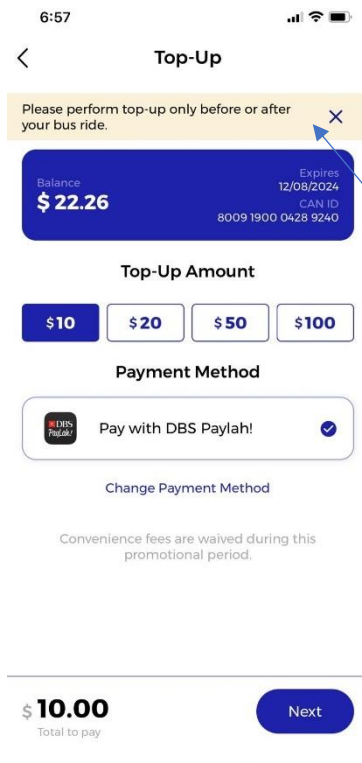 6:57
Top-Up
Please perform top-up only before or after
your bus ride.
Balance
$ 22.26
Expires
12/08/2024
CAN ID
8009 1900 0428 9240
Top-Up Amount
$10
$20
$50
$100
Payment Method
DBS
PayLah!
Pay with DBS Paylah!
Change Payment Method
Convenience fees are waived during this
promotional period.
$ 10.00
Total to pay
Next